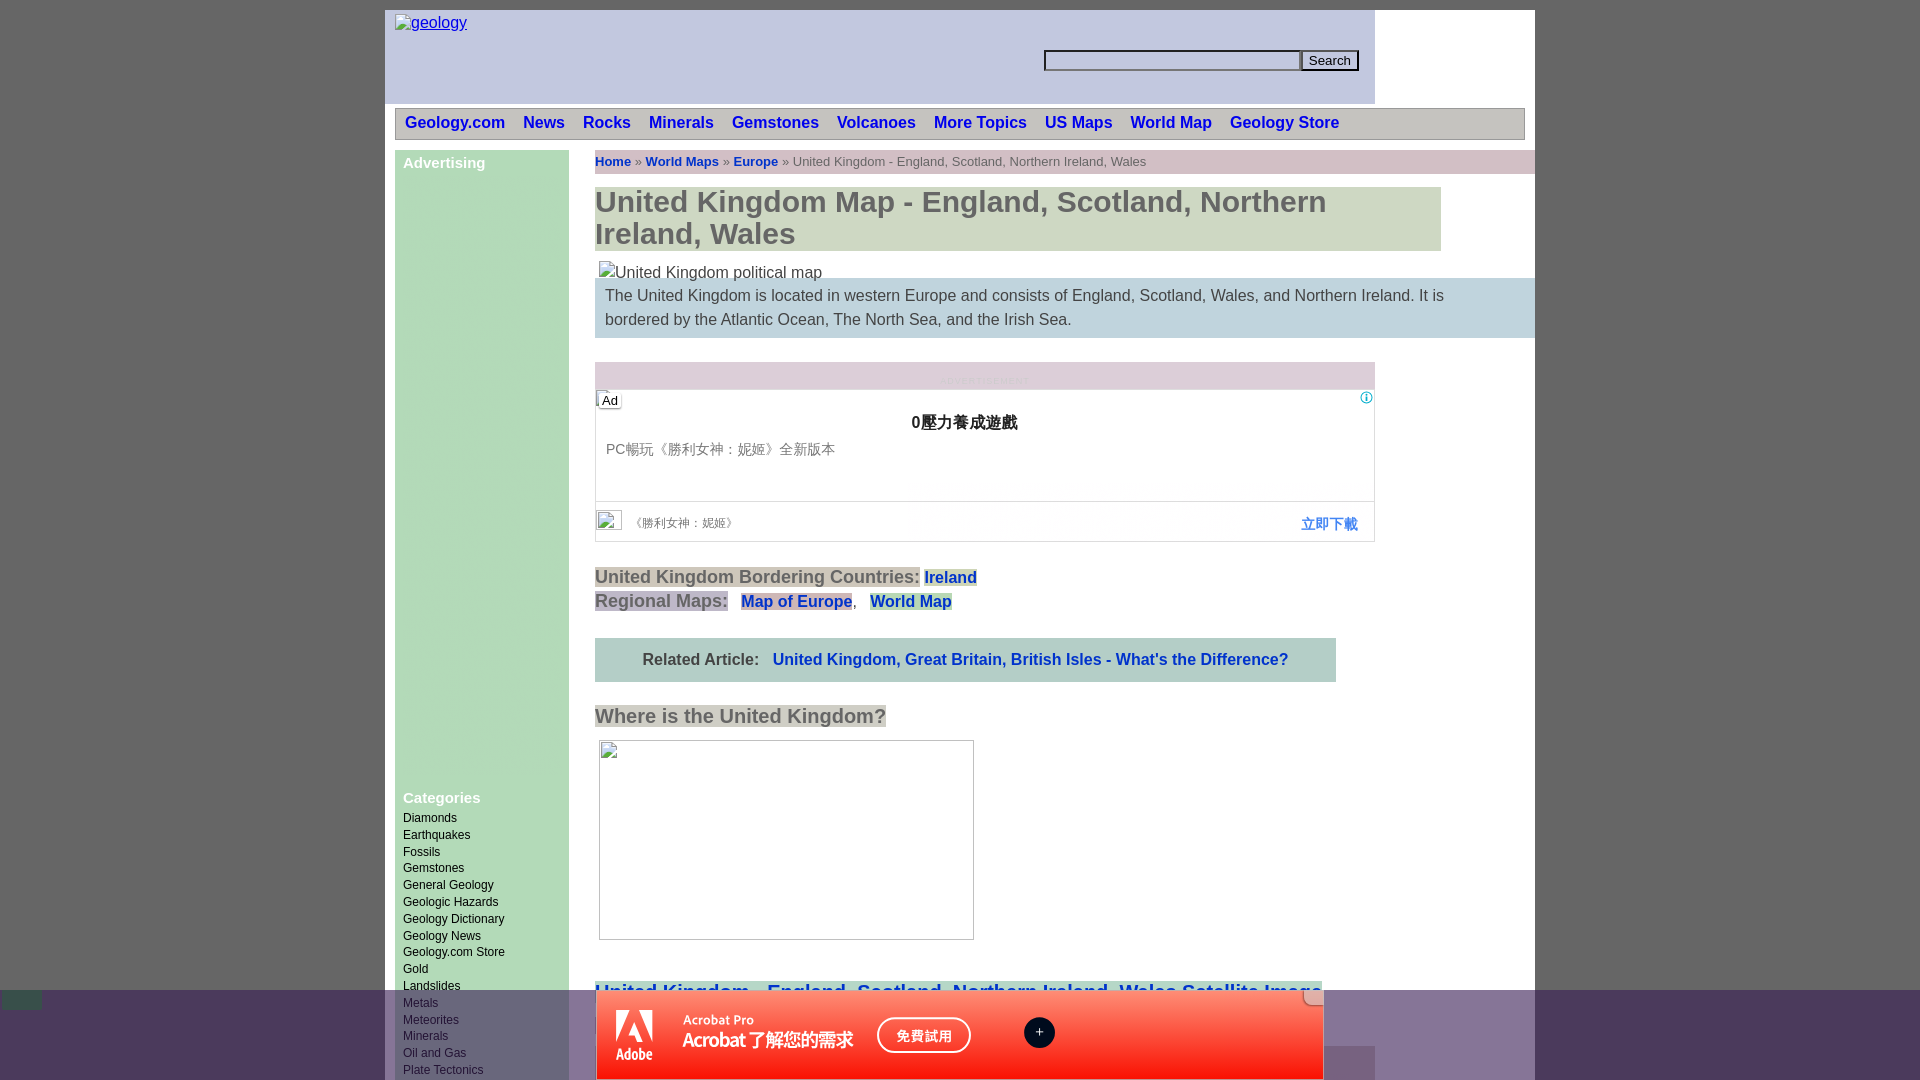 geology
Search
Geology.com News Rocks Minerals Gemstones Volcanoes More Topics US Maps World Map Geology Store
Advertising
Home » World Maps » Europe » United Kingdom - England, Scotland, Northern Ireland, Wales
United Kingdom Map - England, Scotland, Northern
Ireland, Wales
United Kingdom political map
The United Kingdom is located in western Europe and consists of England, Scotland, Wales, and Northern Ireland. It is
bordered by the Atlantic Ocean, The North Sea, and the Irish Sea.
ADVERTISEMENT
Ad
0壓力養成遊戲
PC暢玩《勝利女神：妮姬》全新版本
《勝利女神：妮姬》
立即下載
United Kingdom Bordering Countries: Ireland
Regional Maps: Map of Europe, World Map
Related Article: United Kingdom, Great Britain, British Isles - What's the Difference?
Where is the United Kingdom?
Categories
Diamonds
Earthquakes
Fossils
Gemstones
General Geology
Geologic Hazards
Geology Dictionary
Geology News
Geology.com Store
Gold
Landslides
Metals
Meteorites
Minerals
Oil and Gas
Plate Tectonics
United Kingdom - England, Scotland, Northern Ireland, Wales Satellite Image
Adobe
Acrobat Pro
Acrobat 了解您的需求
免費試用
+